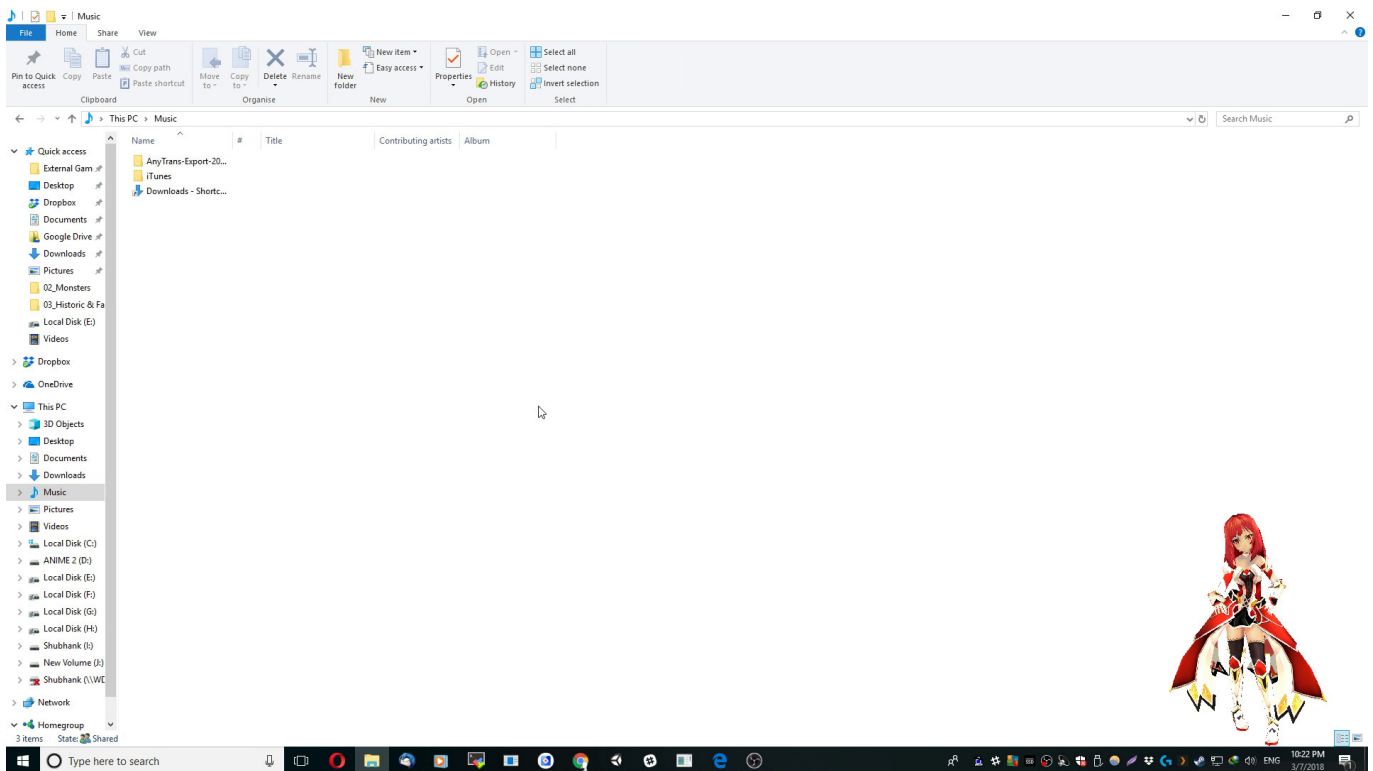 Music
File Home Share View
Pin to Quick access
Copy
Paste
Cut
Copy path
Paste shortcut
Clipboard
Move to
Copy to
Delete
Rename
Organise
New folder
New item
Easy access
New
Properties
Open
Edit
History
Open
Select all
Select none
Invert selection
Select
This PC › Music
Search Music
Name # Title Contributing artists Album
AnyTrans-Export-20...
iTunes
Downloads - Shortc...
Quick access
External Gam
Desktop
Dropbox
Documents
Google Drive
Downloads
Pictures
02_Monsters
03_Historic & Fa
Local Disk (E:)
Videos
Dropbox
OneDrive
This PC
3D Objects
Desktop
Documents
Downloads
Music
Pictures
Videos
Local Disk (C:)
ANIME 2 (D:)
Local Disk (E:)
Local Disk (F:)
Local Disk (G:)
Local Disk (H:)
Shubhank (I:)
New Volume (J:)
Shubhank (\\WD
Network
Homegroup
3 items State: Shared
Type here to search
ENG
10:22 PM
3/7/2018